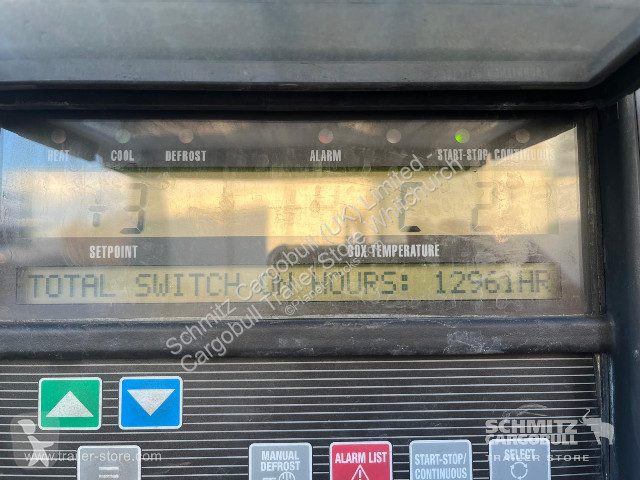 HEAT COOL DEFROST ALARM START-STOP CONTINUOUS
+3
SETPOINT BOX TEMPERATURE
TOTAL SWITCH ON HOURS: 12961HR
Schmitz Cargobull (UK) Limited -
Cargobull Trailer Store Whitchurch
MANUAL
DEFROST
ALARM LIST
START-STOP/
CONTINUOUS
SELECT
SCHMITZ
CARGOBULL
TRAILER STORE
www.trailer-store.com